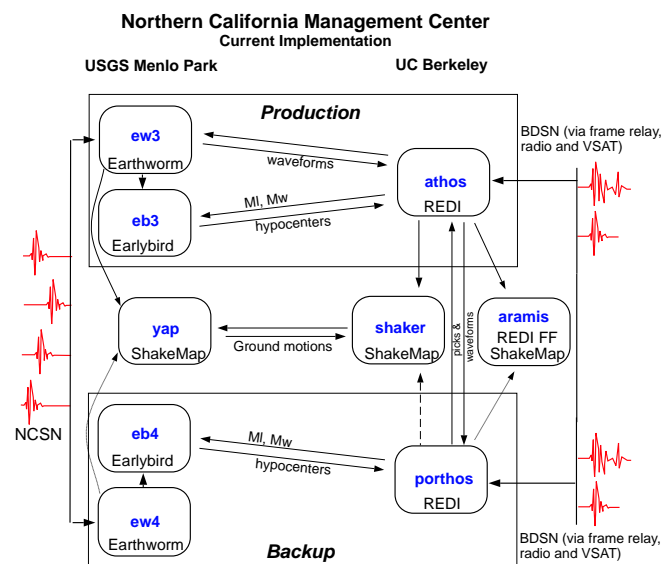 Northern California Management Center
Current Implementation
USGS Menlo Park
UC Berkeley
Production
ew3
Earthworm
waveforms
BDSN (via frame relay,
radio and VSAT)
athos
REDI
eb3
Earlybird
Ml, Mw
hypocenters
yap
ShakeMap
Ground motions
shaker
ShakeMap
picks &
waveforms
aramis
REDI FF
ShakeMap
NCSN
eb4
Earlybird
Ml, Mw
hypocenters
porthos
REDI
ew4
Earthworm
Backup
BDSN (via frame relay,
radio and VSAT)